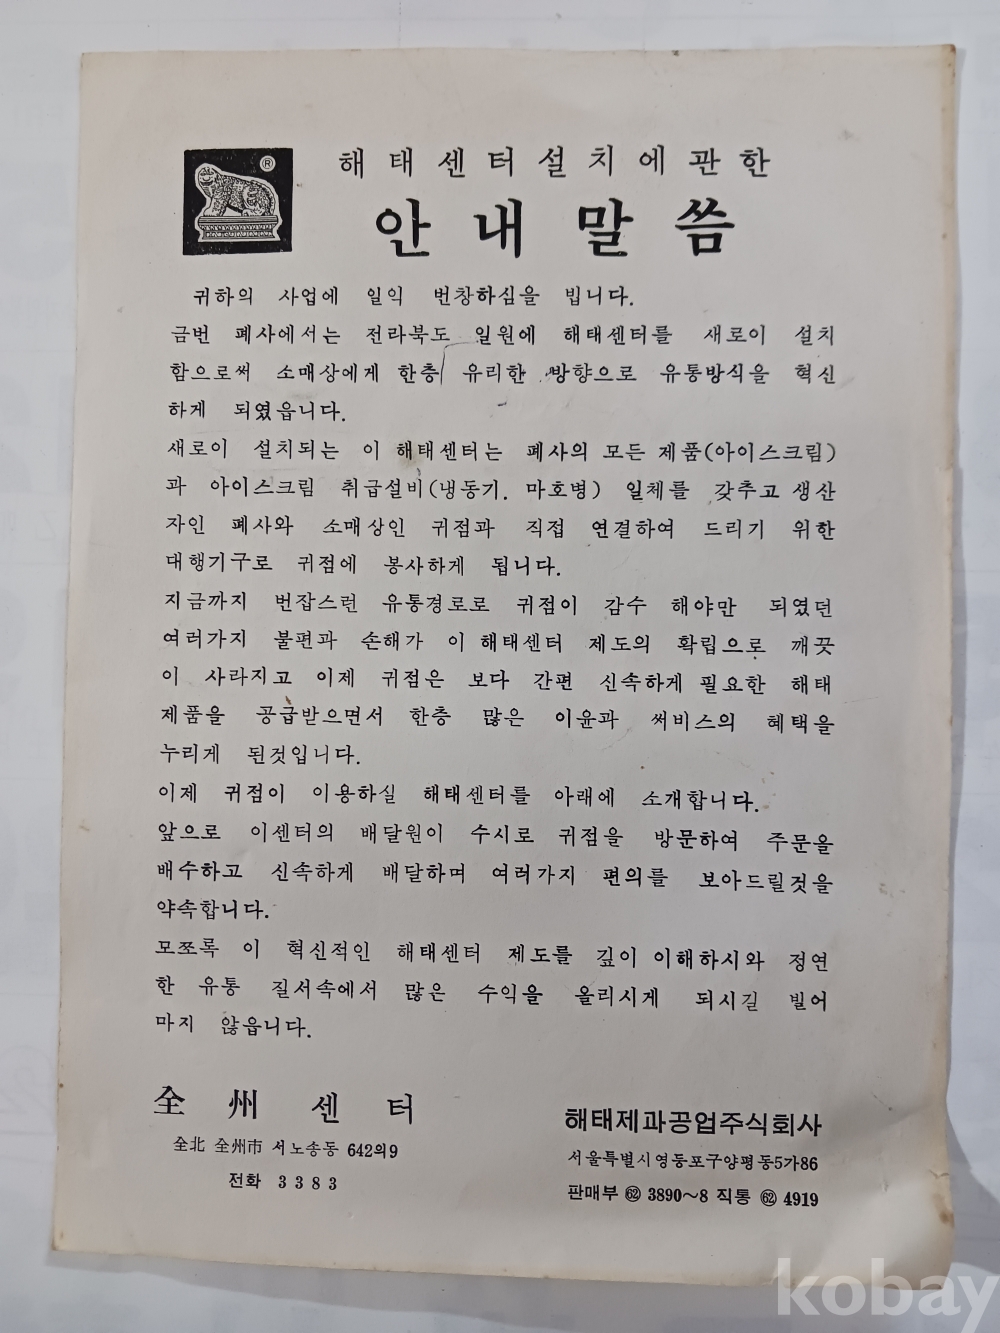 ®
해태센터설치에관한
안내말씀
귀하의 사업에 일익 번창하심을 빕니다.
금번 폐사에서는 전라북도 일원에 해태센터를 새로이 설치
함으로써 소매상에게 한층 유리한 방향으로 유통방식을 혁신
하게 되였읍니다.
새로이 설치되는 이 해태센터는 폐사의 모든 제품(아이스크림)
과 아이스크림 취급설비(냉동기. 마호병) 일체를 갖추고 생산
자인 폐사와 소매상인 귀점과 직접 연결하여 드리기 위한
대행기구로 귀점에 봉사하게 됩니다.
지금까지 번잡스런 유통경로로 귀점이 감수 해야만 되였던
여러가지 불편과 손해가 이 해태센터 제도의 확립으로 깨끗
이 사라지고 이제 귀점은 보다 간편 신속하게 필요한 해태
제품을 공급받으면서 한층 많은 이윤과 써비스의 혜택을
누리게 된것입니다.
이제 귀점이 이용하실 해태센터를 아래에 소개합니다.
앞으로 이센터의 배달원이 수시로 귀점을 방문하여 주문을
배수하고 신속하게 배달하며 여러가지 편의를 보아드릴것을
약속합니다.
모쪼록 이 혁신적인 해태센터 제도를 깊이 이해하시와 정연
한 유통 질서속에서 많은 수익을 올리시게 되시길 빌어
마지 않읍니다.
全州센터
全北 全州市 서노송동 642의9
전화 3383
해태제과공업주식회사
서울특별시영등포구양평동5가86
판매부 ㉖ 3890～8 직통 ㉖ 4919
kobay